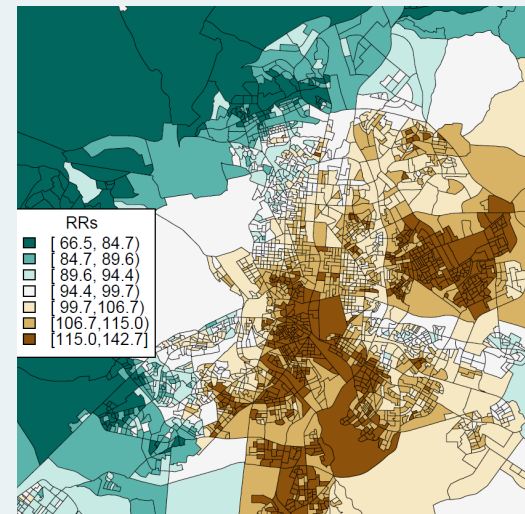 RRs
[ 66.5, 84.7)
[ 84.7, 89.6)
[ 89.6, 94.4)
[ 94.4, 99.7)
[ 99.7,106.7)
[106.7,115.0)
[115.0,142.7]